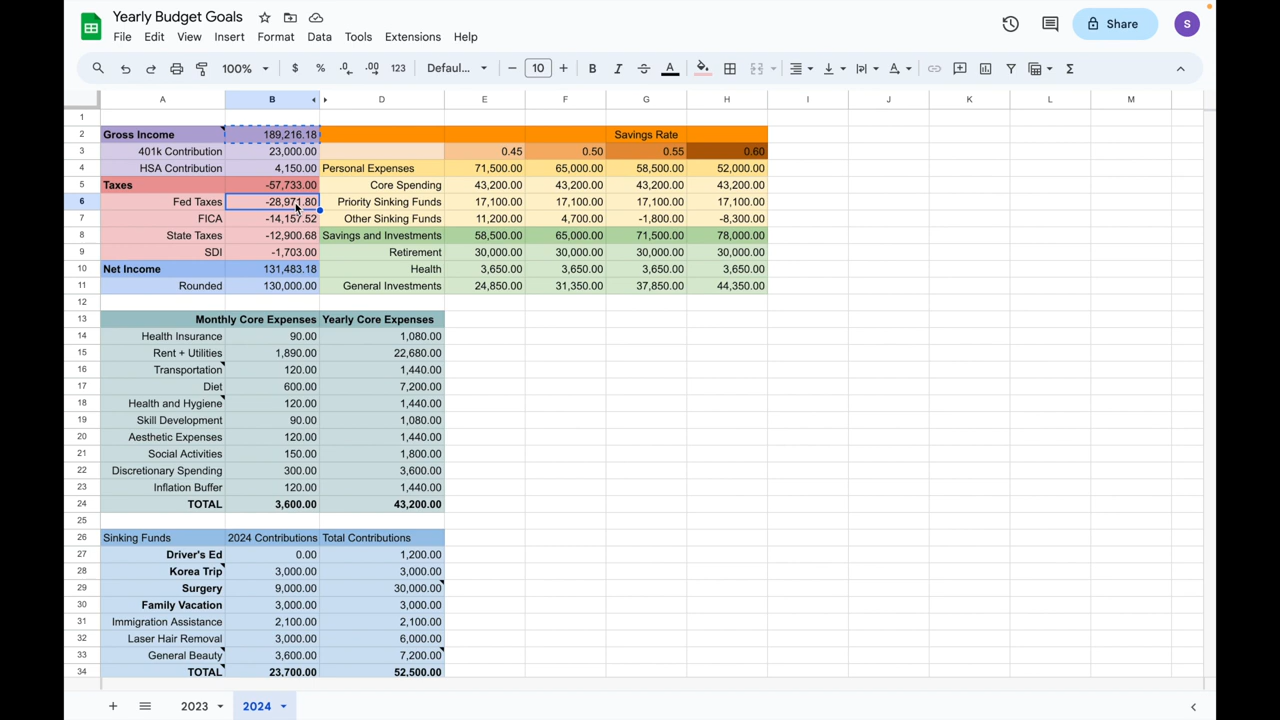 Yearly Budget Goals
File Edit View Insert Format Data Tools Extensions Help
Share
S
100% $ % .0 .00 123 Defaul... 10 B I S A
A B D E F G H I J K L M
1
2 Gross Income 189,216.18 Savings Rate
3 401k Contribution 23,000.00 0.45 0.50 0.55 0.60
4 HSA Contribution 4,150.00 Personal Expenses 71,500.00 65,000.00 58,500.00 52,000.00
5 Taxes -57,733.00 Core Spending 43,200.00 43,200.00 43,200.00 43,200.00
6 Fed Taxes -28,971.80 Priority Sinking Funds 17,100.00 17,100.00 17,100.00 17,100.00
7 FICA -14,157.52 Other Sinking Funds 11,200.00 4,700.00 -1,800.00 -8,300.00
8 State Taxes -12,900.68 Savings and Investments 58,500.00 65,000.00 71,500.00 78,000.00
9 SDI -1,703.00 Retirement 30,000.00 30,000.00 30,000.00 30,000.00
10 Net Income 131,483.18 Health 3,650.00 3,650.00 3,650.00 3,650.00
11 Rounded 130,000.00 General Investments 24,850.00 31,350.00 37,850.00 44,350.00
12
13 Monthly Core Expenses Yearly Core Expenses
14 Health Insurance 90.00 1,080.00
15 Rent + Utilities 1,890.00 22,680.00
16 Transportation 120.00 1,440.00
17 Diet 600.00 7,200.00
18 Health and Hygiene 120.00 1,440.00
19 Skill Development 90.00 1,080.00
20 Aesthetic Expenses 120.00 1,440.00
21 Social Activities 150.00 1,800.00
22 Discretionary Spending 300.00 3,600.00
23 Inflation Buffer 120.00 1,440.00
24 TOTAL 3,600.00 43,200.00
25
26 Sinking Funds 2024 Contributions Total Contributions
27 Driver's Ed 0.00 1,200.00
28 Korea Trip 3,000.00 3,000.00
29 Surgery 9,000.00 30,000.00
30 Family Vacation 3,000.00 3,000.00
31 Immigration Assistance 2,100.00 2,100.00
32 Laser Hair Removal 3,000.00 6,000.00
33 General Beauty 3,600.00 7,200.00
34 TOTAL 23,700.00 52,500.00
2023 2024